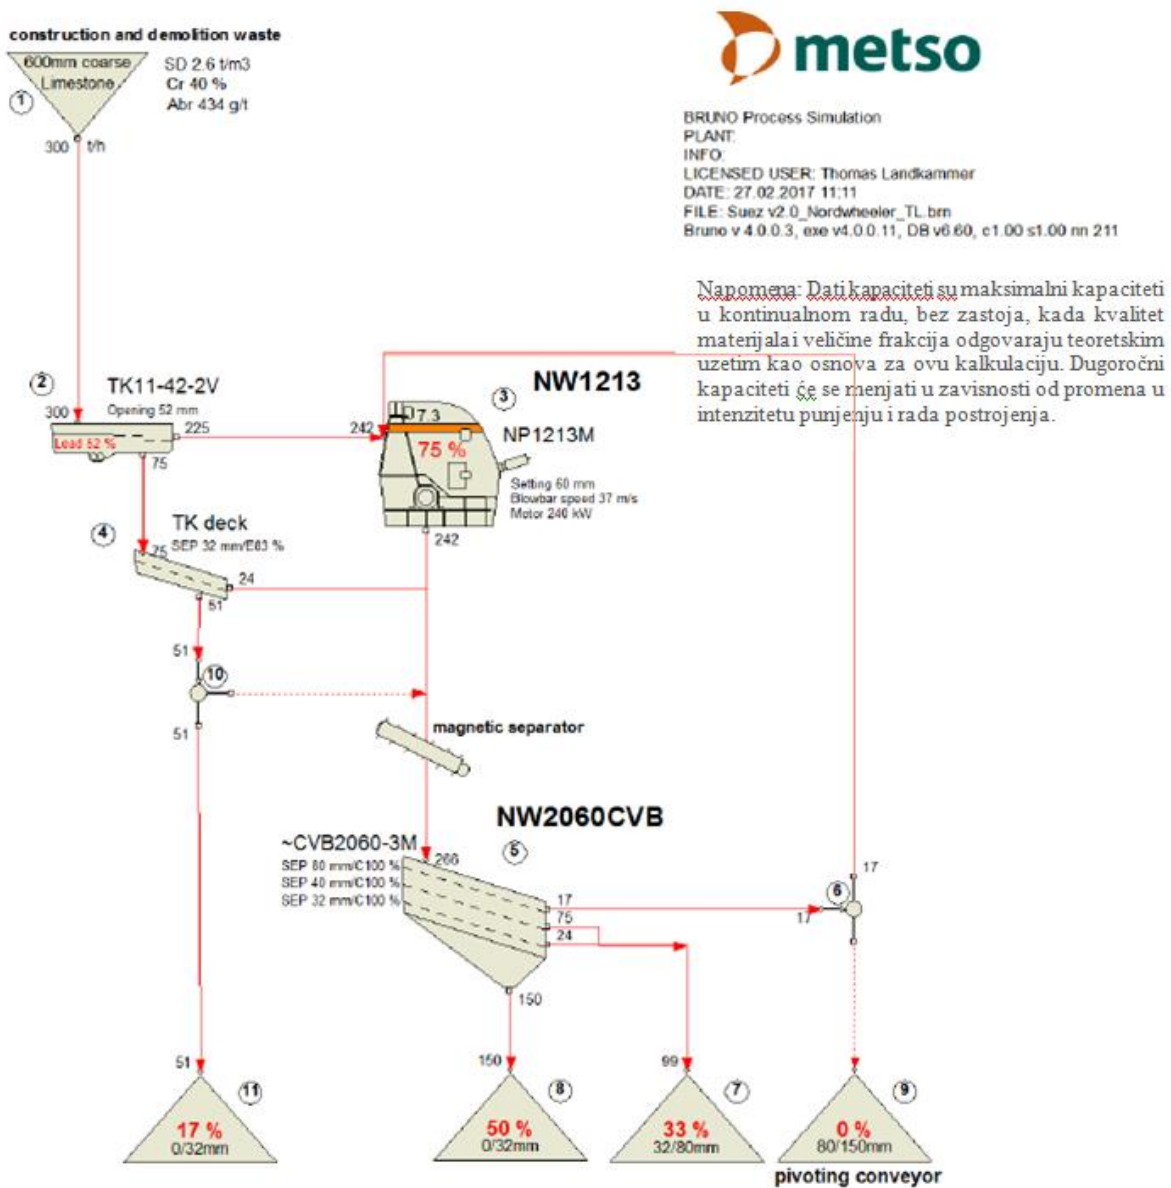 construction and demolition waste
600mm coarse
Limestone
SD 2.6 t/m3
Cr 40 %
Abr 434 g/t
1
300 t/h
metso
BRUNO Process Simulation
PLANT:
INFO:
LICENSED USER: Thomas Landkammer
DATE: 27.02.2017 11:11
FILE: Suez v2.0_Nordwheeler_TL.brn
Bruno v 4.0.0.3, exe v4.0.0.11, DB v6.60, c1.00 s1.00 nn 211
Napomena: Dati kapaciteti su maksimalni kapaciteti
u kontinualnom radu, bez zastoja, kada kvalitet
materijala i veličine frakcija odgovaraju teoretskim
uzetim kao osnova za ovu kalkulaciju. Dugoročni
kapaciteti će se menjati u zavisnosti od promena u
intenzitetu punjenju i rada postrojenja.
2
TK11-42-2V
Opening 52 mm
300
225
75
NW1213
3
242
7.3
75 %
NP1213M
Setting 60 mm
Blowbar speed 37 m/s
Motor 240 kW
242
4
TK deck
SEP 32 mm/E83 %
75
24
51
51
10
51
magnetic separator
NW2060CVB
~CVB2060-3M
5
SEP 80 mm/C100 %
SEP 40 mm/C100 %
SEP 32 mm/C100 %
266
17
75
24
150
17
6
17
51
11
17 %
0/32mm
150
8
50 %
0/32mm
99
7
33 %
32/80mm
9
0 %
80/150mm
pivoting conveyor